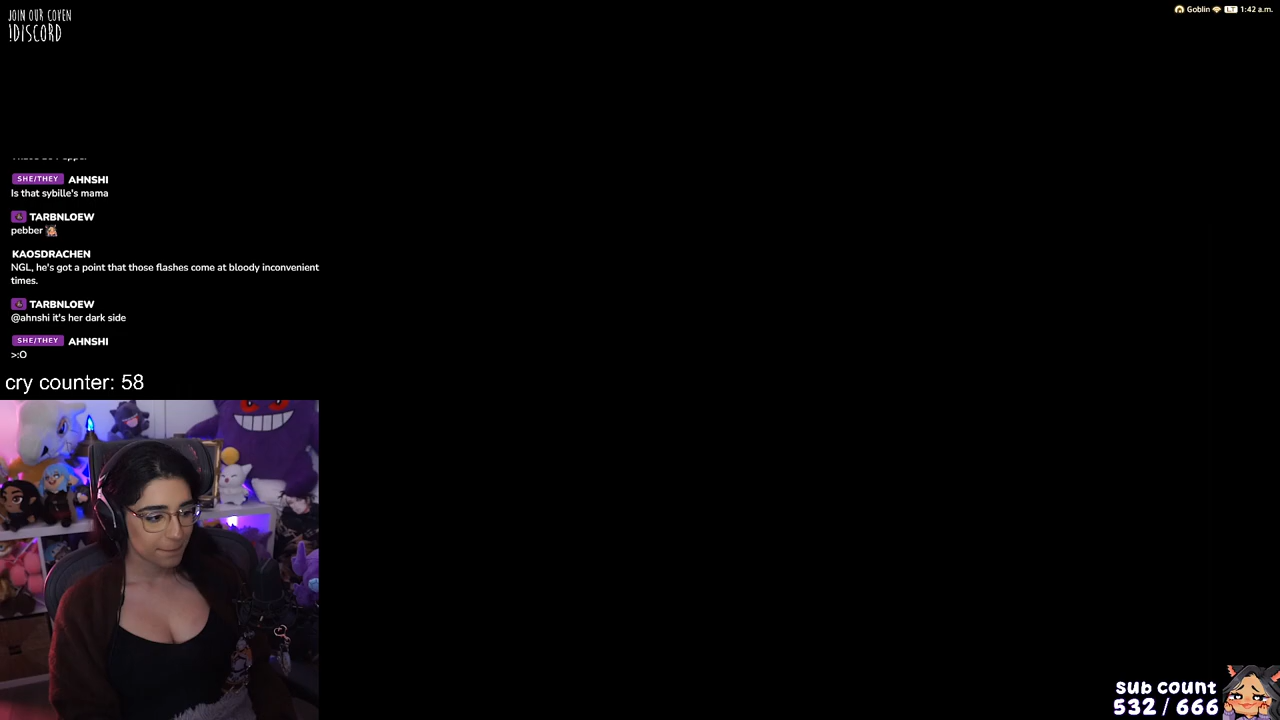 JOIN OUR COVEN
!DISCORD
Goblin LT 1:42 a.m.
SHE/THEY AHNSHI
Is that sybille's mama
TARBNLOEW
pebber
KAOSDRACHEN
NGL, he's got a point that those flashes come at bloody inconvenient
times.
TARBNLOEW
@ahnshi it's her dark side
SHE/THEY AHNSHI
>:O
cry counter: 58
sub count
532 / 666